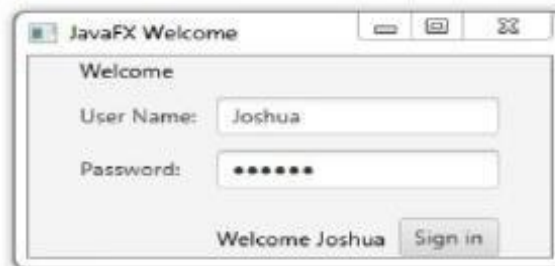 JavaFX Welcome
Welcome
User Name: Joshua
Password: ••••••
Welcome Joshua Sign in